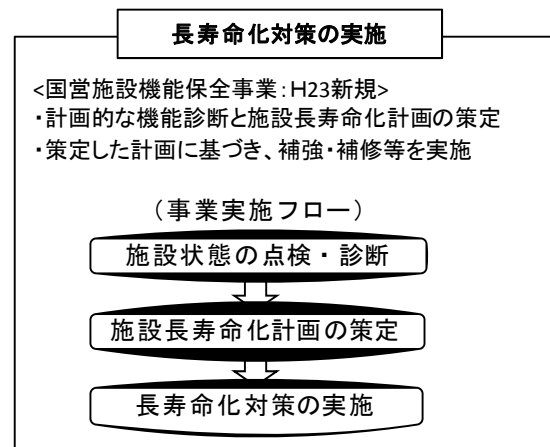 長寿命化対策の実施
<国営施設機能保全事業：H23新規>
・計画的な機能診断と施設長寿命化計画の策定
・策定した計画に基づき、補強・補修等を実施
（事業実施フロー）
施設状態の点検・診断
施設長寿命化計画の策定
長寿命化対策の実施